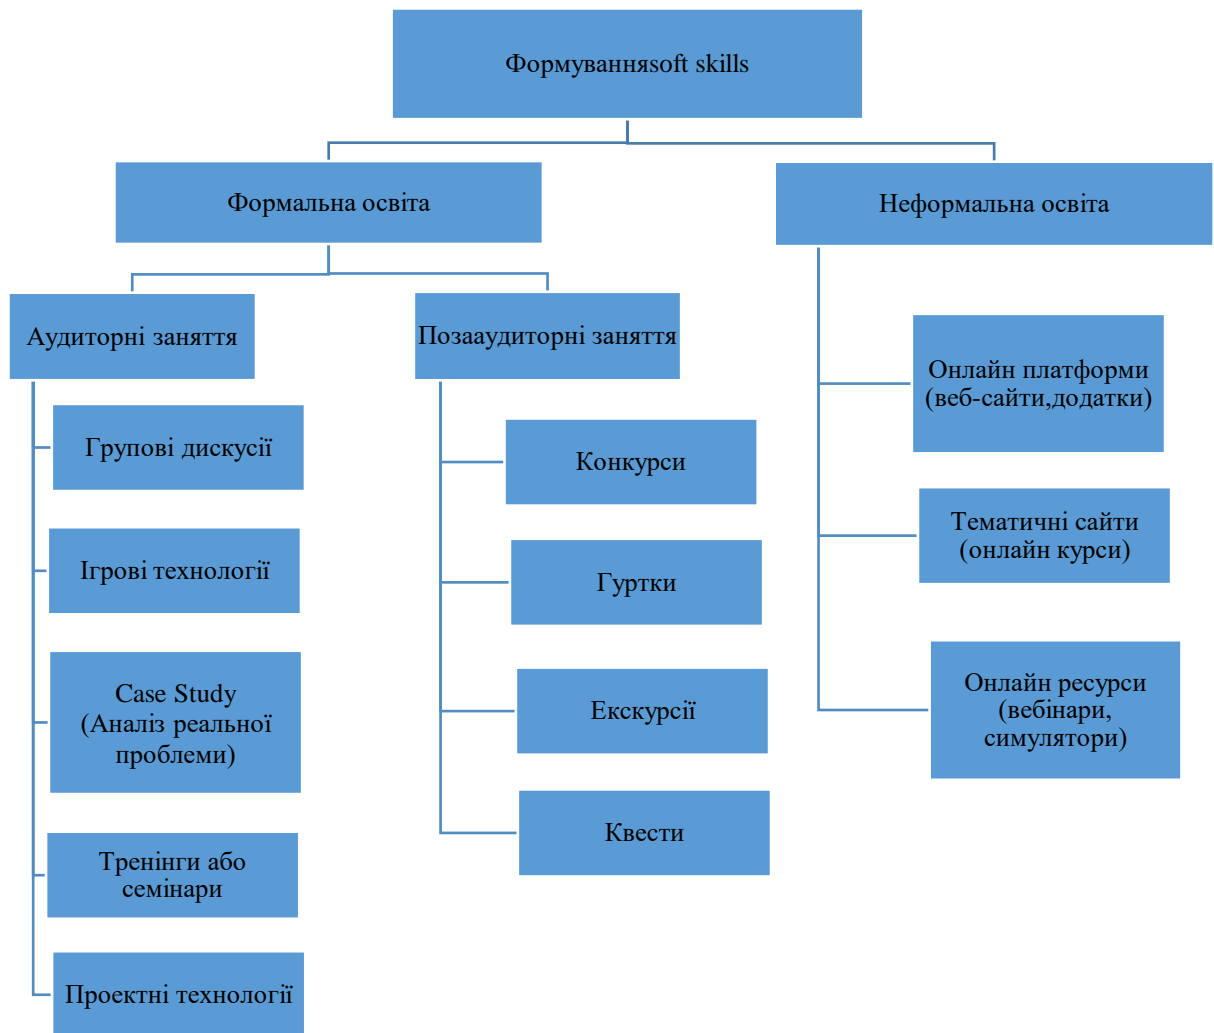 Формуванняsoft skills
Формальна освіта
Неформальна освіта
Аудиторні заняття
Позааудиторні заняття
Групові дискусії
Ігрові технології
Case Study
(Аналіз реальної
проблеми)
Тренінги або
семінари
Проектні технології
Конкурси
Гуртки
Екскурсії
Квести
Онлайн платформи
(веб-сайти,додатки)
Тематичні сайти
(онлайн курси)
Онлайн ресурси
(вебінари,
симулятори)